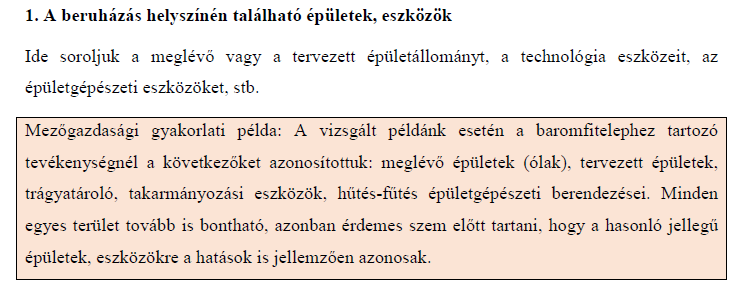 1. A beruházás helyszínén található épületek, eszközök
Ide soroljuk a meglévő vagy a tervezett épületállományt, a technológia eszközeit, az
épületgépészeti eszközöket, stb.
Mezőgazdasági gyakorlati példa: A vizsgált példánk esetén a baromfitelephez tartozó
tevékenységnél a következőket azonosítottuk: meglévő épületek (ólak), tervezett épületek,
trágyatároló, takarmányozási eszközök, hűtés-fűtés épületgépészeti berendezései. Minden
egyes terület tovább is bontható, azonban érdemes szem előtt tartani, hogy a hasonló jellegű
épületek, eszközökre a hatások is jellemzően azonosak.